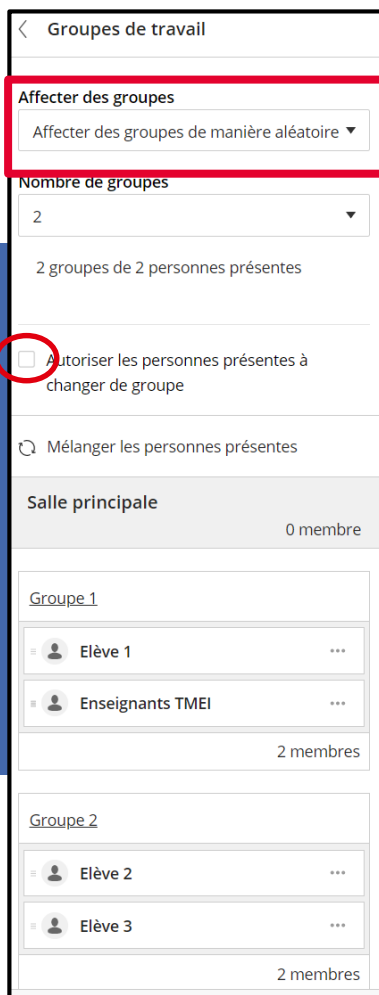 Groupes de travail
Affecter des groupes
Affecter des groupes de manière aléatoire
Nombre de groupes
2
2 groupes de 2 personnes présentes
Autoriser les personnes présentes à
changer de groupe
Mélanger les personnes présentes
Salle principale
0 membre
Groupe 1
Elève 1
Enseignants TMEI
2 membres
Groupe 2
Elève 2
Elève 3
2 membres